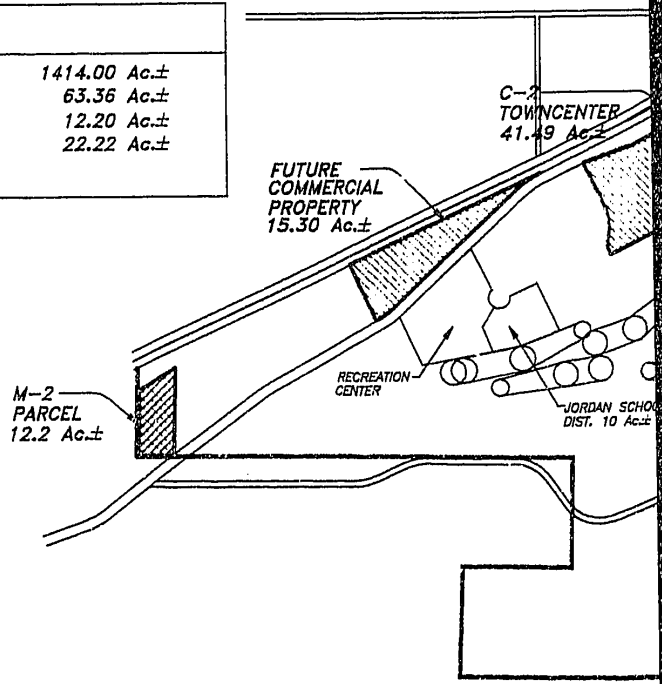 1414.00 Ac.±
63.36 Ac.±
12.20 Ac.±
22.22 Ac.±
C-2
TOWNCENTER
41.49 Ac.±
FUTURE
COMMERCIAL
PROPERTY
15.30 Ac.±
RECREATION
CENTER
JORDAN SCHOO
DIST. 10 Ac.±
M-2
PARCEL
12.2 Ac.±